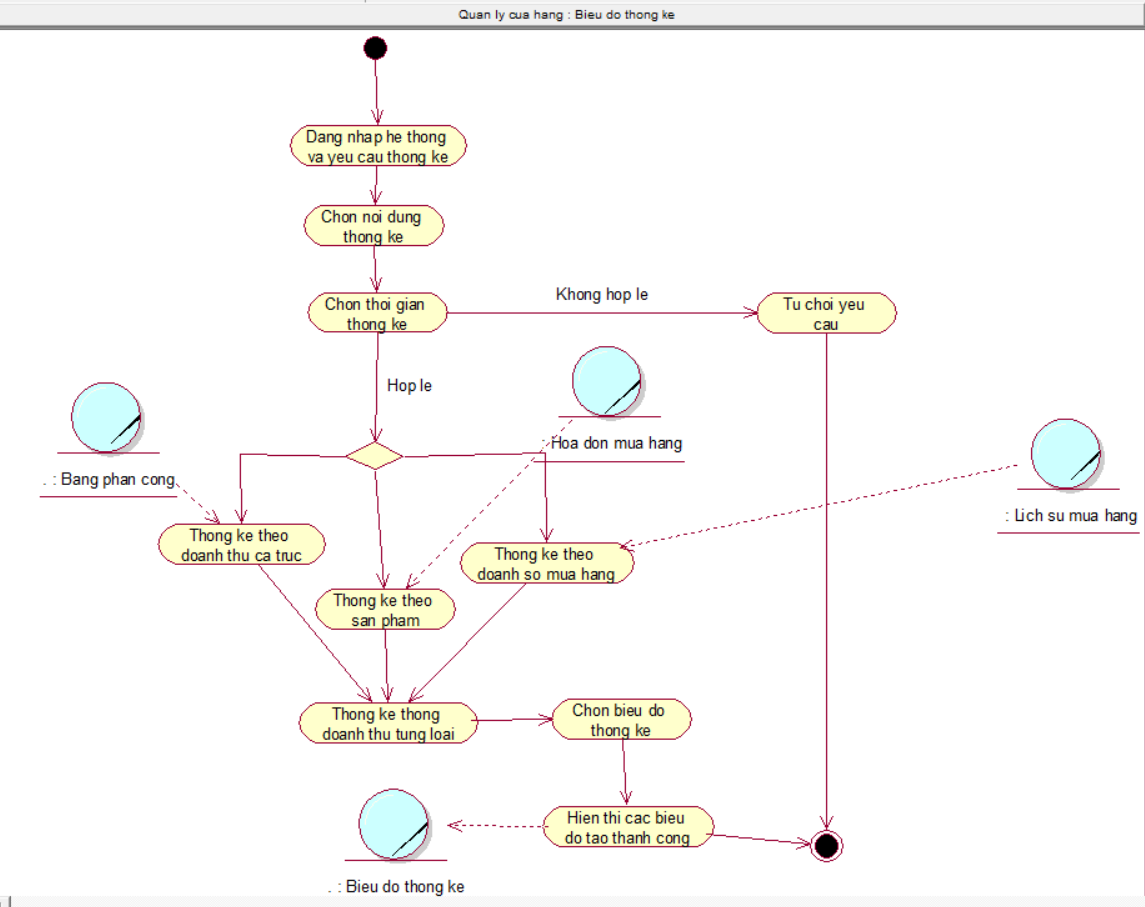 Quan ly cua hang : Bieu do thong ke
Dang nhap he thong
va yeu cau thong ke
Chon noi dung
thong ke
Chon thoi gian
thong ke
Khong hop le
Tu choi yeu
cau
Hop le
: Hoa don mua hang
. : Bang phan cong
: Lich su mua hang
Thong ke theo
doanh thu ca truc
Thong ke theo
doanh so mua hang
Thong ke theo
san pham
Thong ke thong
doanh thu tung loai
Chon bieu do
thong ke
Hien thi cac bieu
do tao thanh cong
. : Bieu do thong ke